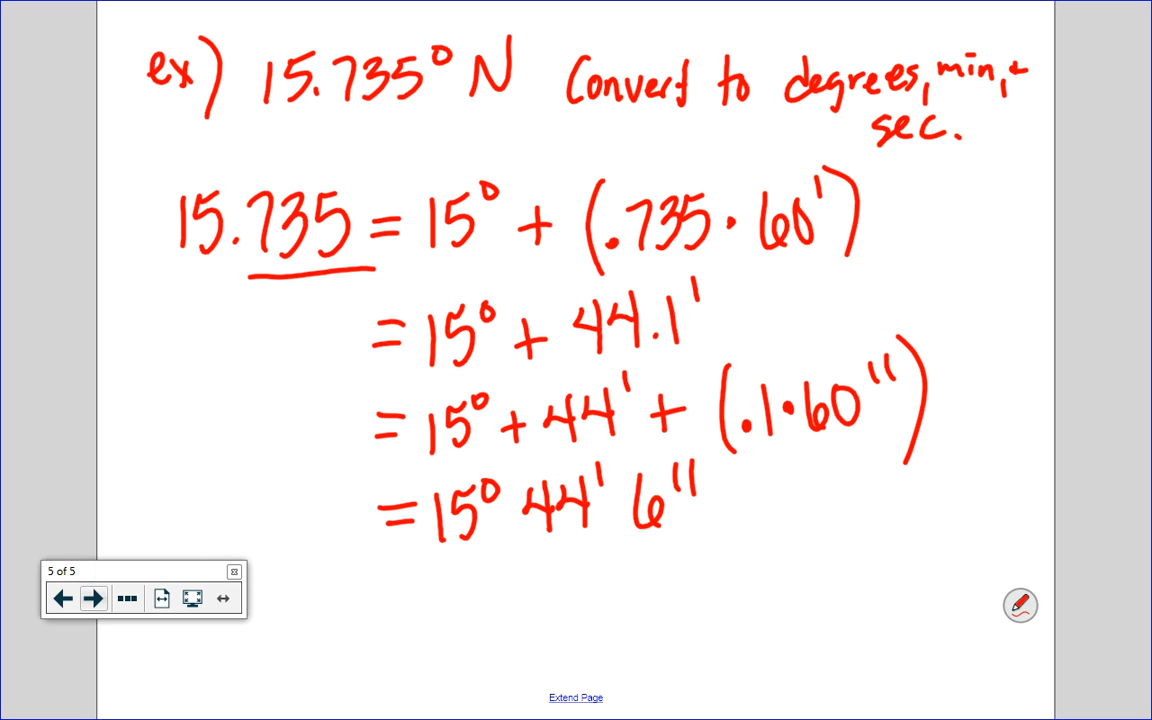 ex) 15.735° N Convert to degrees, min, +
sec.
15.735 = 15° + (.735 · 60')
= 15° + 44.1'
= 15° + 44' + (.1 · 60'')
= 15° 44' 6''
5 of 5
Extend Page